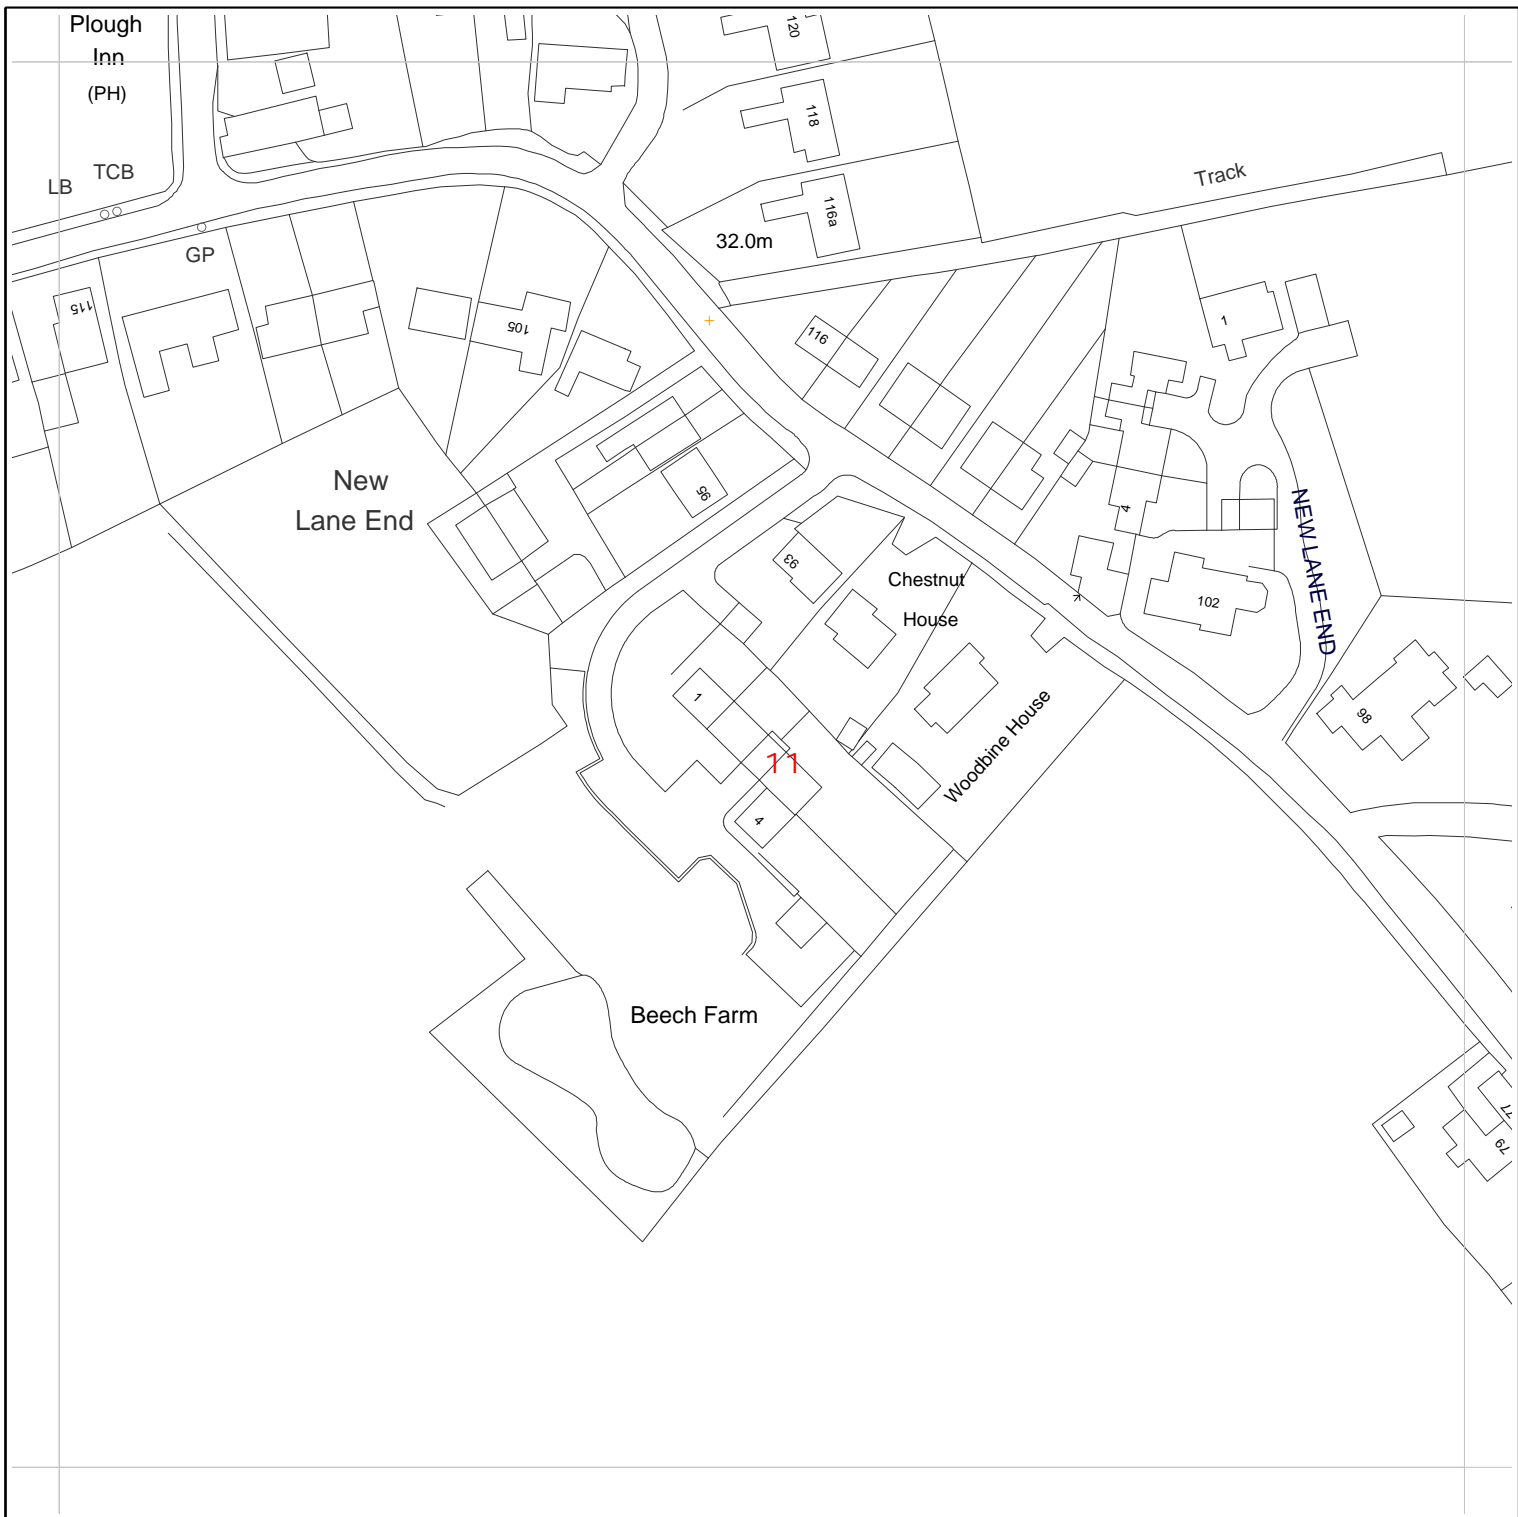 Plough
Inn
(PH)
120
118
116a
Track
LB
TCB
GP
32.0m
115
105
116
1
New
Lane End
95
4
NEW LANE END
93
Chestnut
House
102
1
98
Woodbine House
11
4
Beech Farm
77
79